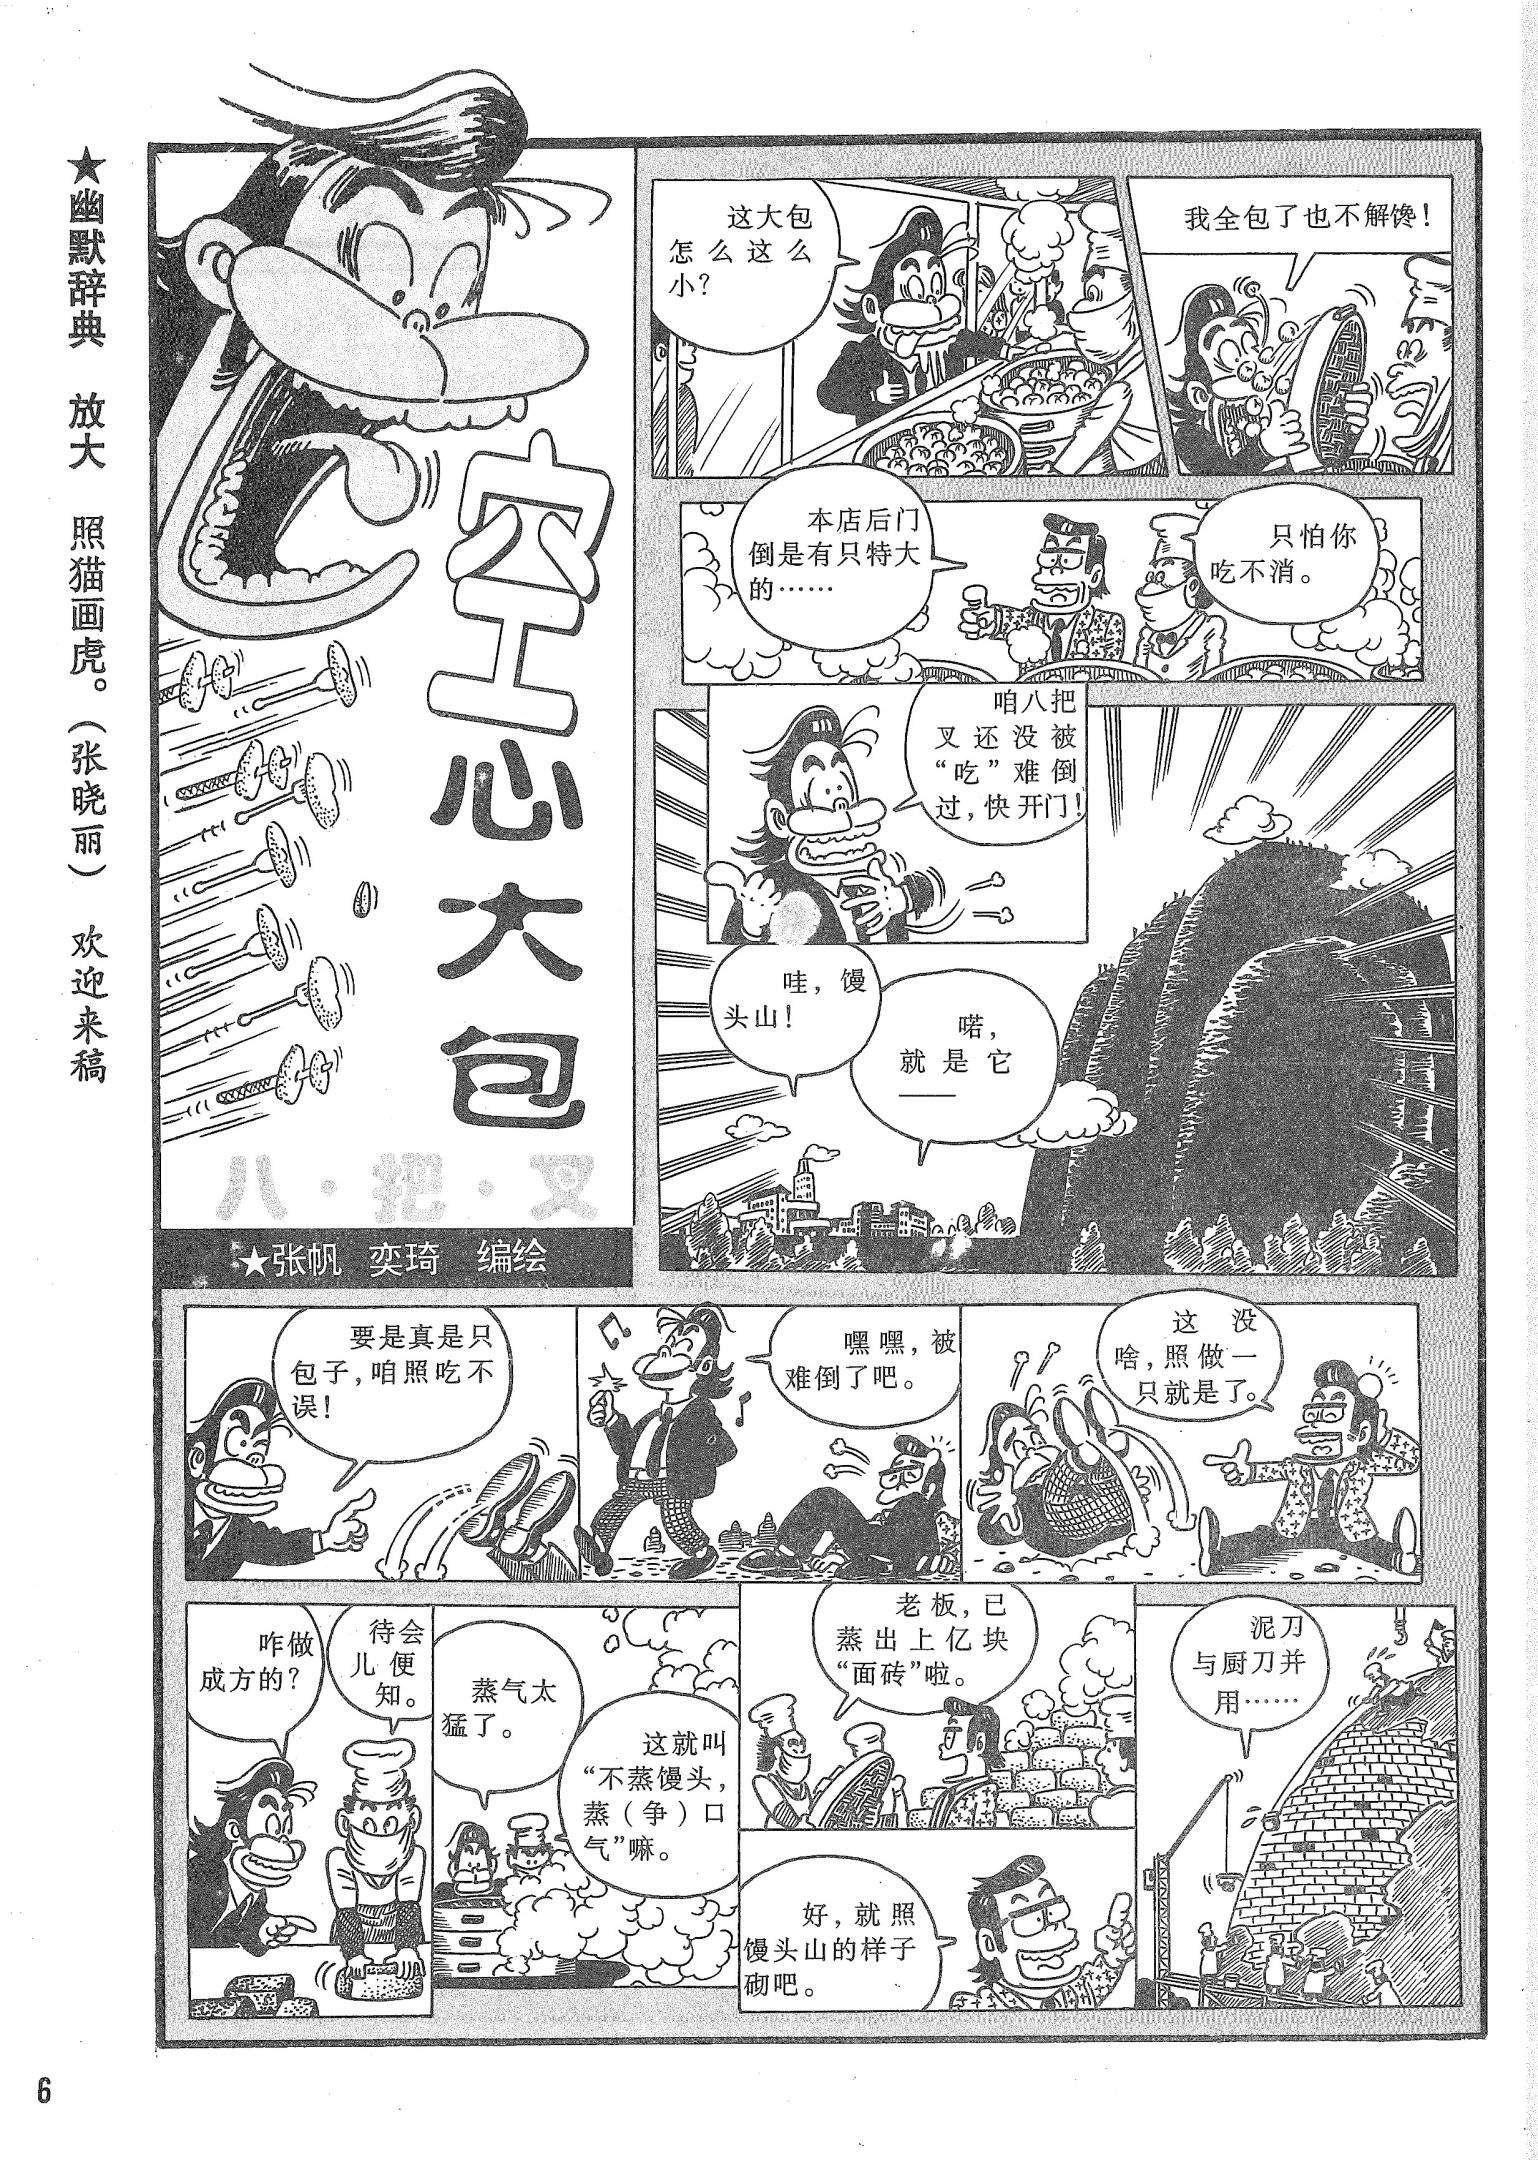 ★幽默辞典 放大 照猫画虎。(张晓丽) 欢迎来稿
空心大包
八·把·叉
★张帆 奕琦 编绘
这大包
怎么这么
小?
我全包了也不解馋!
本店后门
倒是有只特大
的……
只怕你
吃不消。
咱八把
叉还没被
“吃”难倒
过,快开门!
哇,馒
头山!
喏,
就是它
——
要是真是只
包子,咱照吃不
误!
嘿嘿,被
难倒了吧。
这没
啥,照做一
只就是了。
咋做
成方的?
待会
儿便
知。
蒸气太
猛了。
这就叫
“不蒸馒头,
蒸(争)口
气”嘛。
老板,已
蒸出上亿块
“面砖”啦。
好,就照
馒头山的样子
砌吧。
泥刀
与厨刀并
用……
6